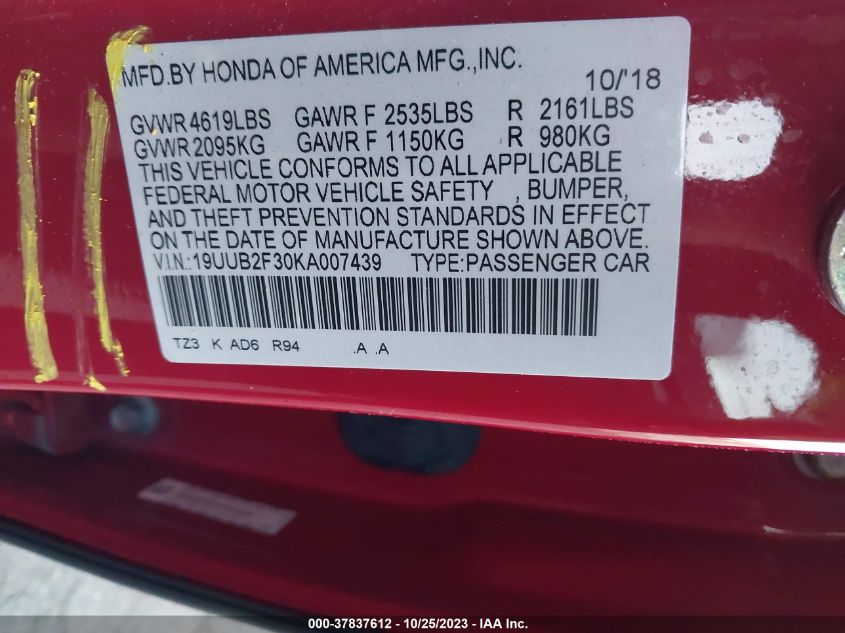 MFD.BY HONDA OF AMERICA MFG.,INC.
10/'18
GVWR 4619LBS GAWR F 2535LBS R 2161LBS
GVWR 2095KG GAWR F 1150KG R 980KG
THIS VEHICLE CONFORMS TO ALL APPLICABLE
FEDERAL MOTOR VEHICLE SAFETY , BUMPER,
AND THEFT PREVENTION STANDARDS IN EFFECT
ON THE DATE OF MANUFACTURE SHOWN ABOVE.
V.I.N.:19UUB2F30KA007439 TYPE:PASSENGER CAR
TZ3 K AD6 R94 .A .A
000-37837612 - 10/25/2023 - IAA Inc.